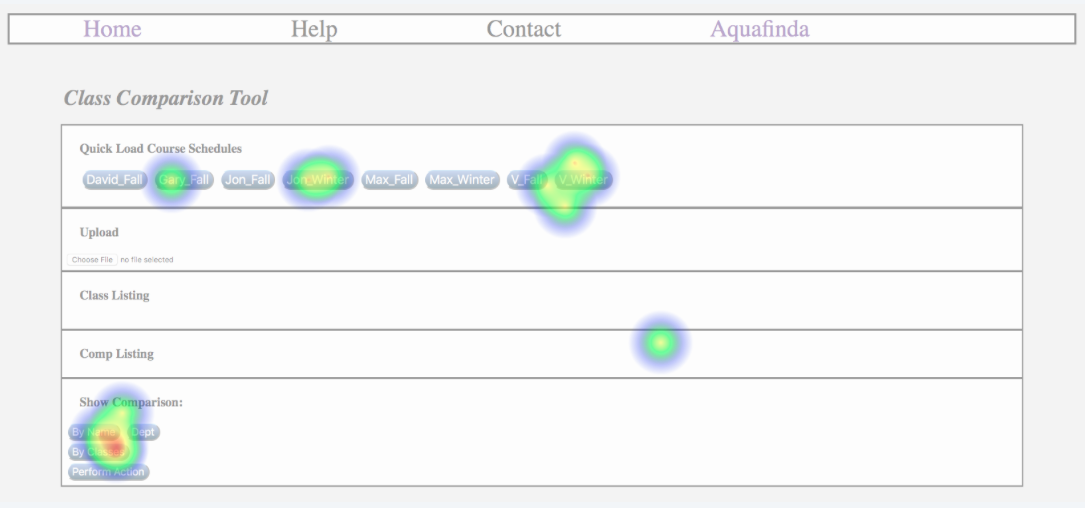 Home Help Contact Aquafinda
Class Comparison Tool
Quick Load Course Schedules
David_Fall Gary_Fall Jon_Fall Jon_Winter Max_Fall Max_Winter V_Fall V_Winter
Upload
Choose File no file selected
Class Listing
Comp Listing
Show Comparison:
By Name Dept
By
Perform Action